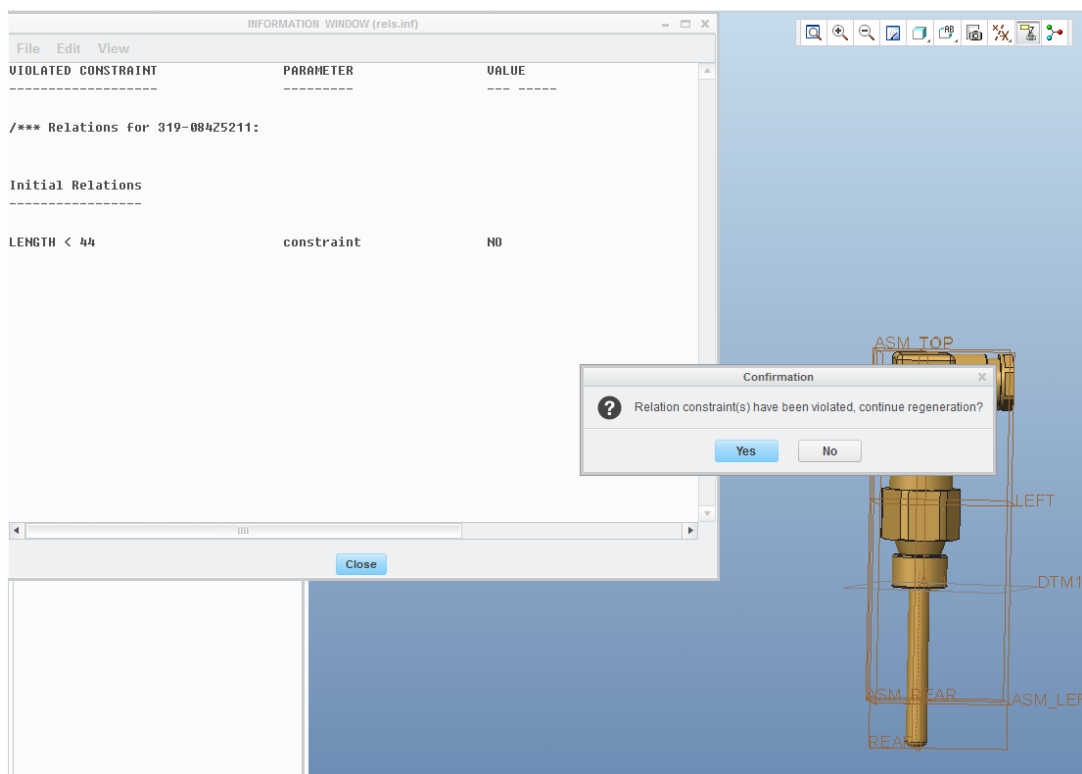 INFORMATION WINDOW (rels.inf)
File Edit View
VIOLATED CONSTRAINT PARAMETER VALUE
------------------- --------- --- -----
/*** Relations for 319-084Z5211:
Initial Relations
-----------------
LENGTH < 44 constraint NO
Close
Confirmation
Relation constraint(s) have been violated, continue regeneration?
Yes No
ASM_TOP
LEFT
DTM1
ASM_REAR
ASM_LEF
REAR